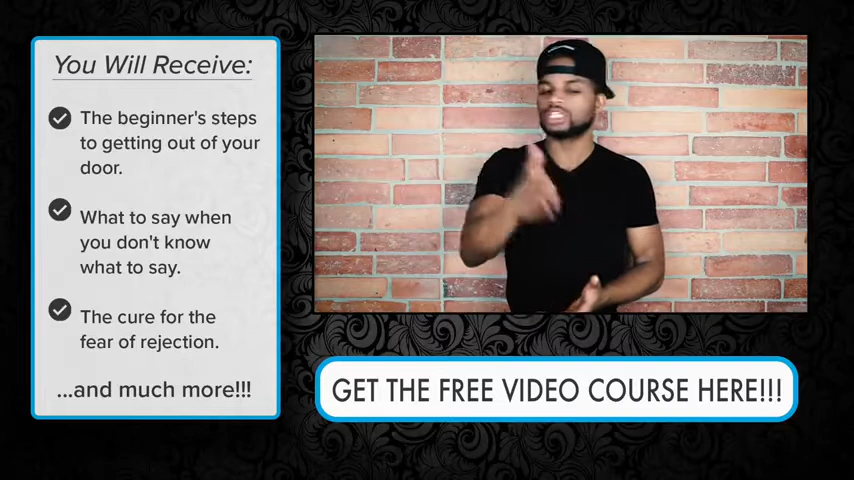 You Will Receive:
The beginner's steps
to getting out of your
door.
What to say when
you don't know
what to say.
The cure for the
fear of rejection.
...and much more!!!
GET THE FREE VIDEO COURSE HERE!!!